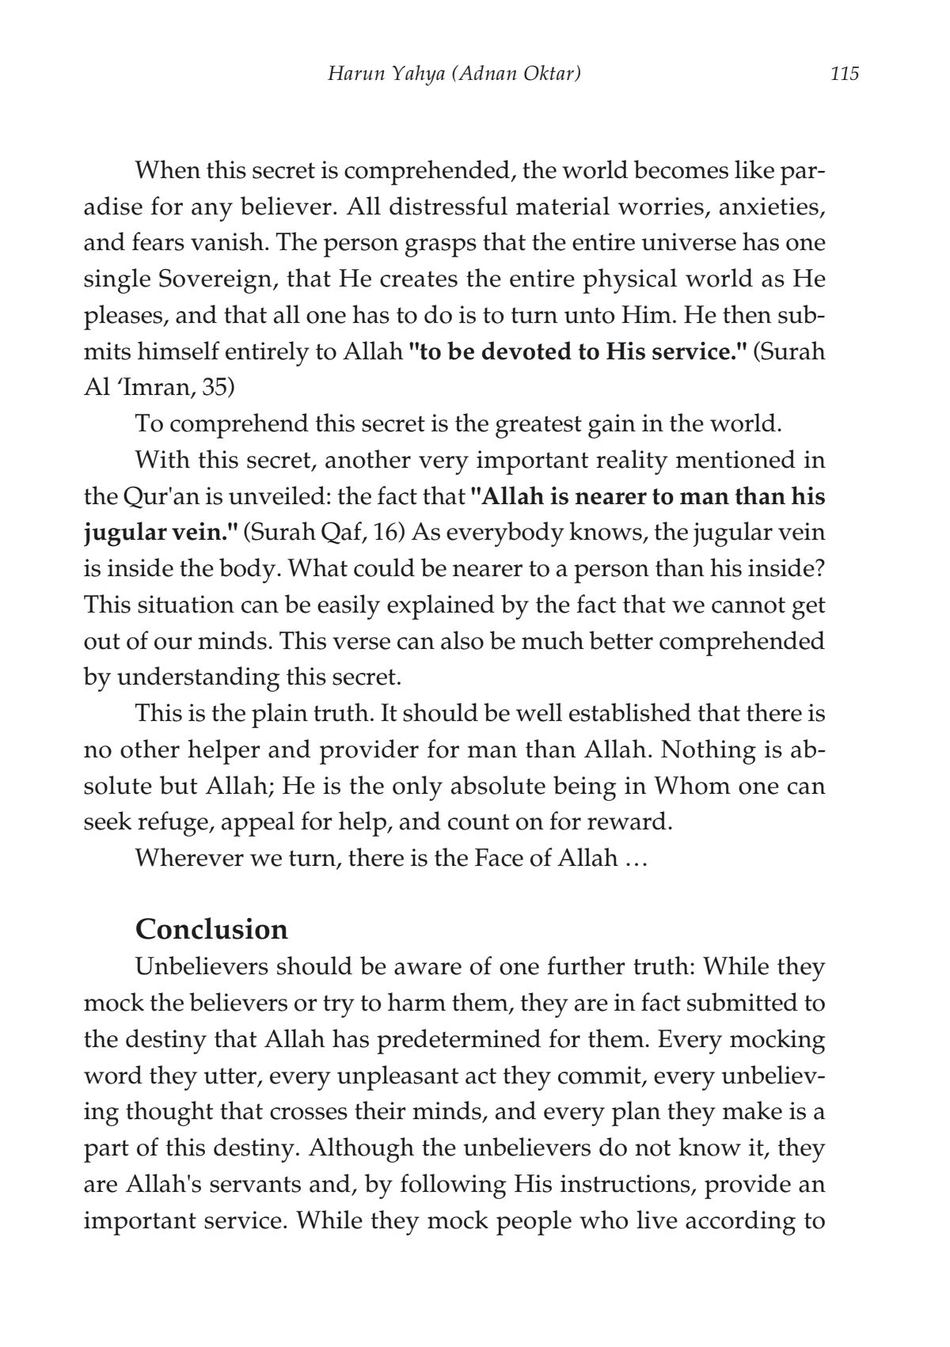 Harun Yahya (Adnan Oktar) 115
When this secret is comprehended, the world becomes like par-
adise for any believer. All distressful material worries, anxieties,
and fears vanish. The person grasps that the entire universe has one
single Sovereign, that He creates the entire physical world as He
pleases, and that all one has to do is to turn unto Him. He then sub-
mits himself entirely to Allah "to be devoted to His service." (Surah
Al ‘Imran, 35)
To comprehend this secret is the greatest gain in the world.
With this secret, another very important reality mentioned in
the Qur'an is unveiled: the fact that "Allah is nearer to man than his
jugular vein." (Surah Qaf, 16) As everybody knows, the jugular vein
is inside the body. What could be nearer to a person than his inside?
This situation can be easily explained by the fact that we cannot get
out of our minds. This verse can also be much better comprehended
by understanding this secret.
This is the plain truth. It should be well established that there is
no other helper and provider for man than Allah. Nothing is ab-
solute but Allah; He is the only absolute being in Whom one can
seek refuge, appeal for help, and count on for reward.
Wherever we turn, there is the Face of Allah …
Conclusion
Unbelievers should be aware of one further truth: While they
mock the believers or try to harm them, they are in fact submitted to
the destiny that Allah has predetermined for them. Every mocking
word they utter, every unpleasant act they commit, every unbeliev-
ing thought that crosses their minds, and every plan they make is a
part of this destiny. Although the unbelievers do not know it, they
are Allah's servants and, by following His instructions, provide an
important service. While they mock people who live according to